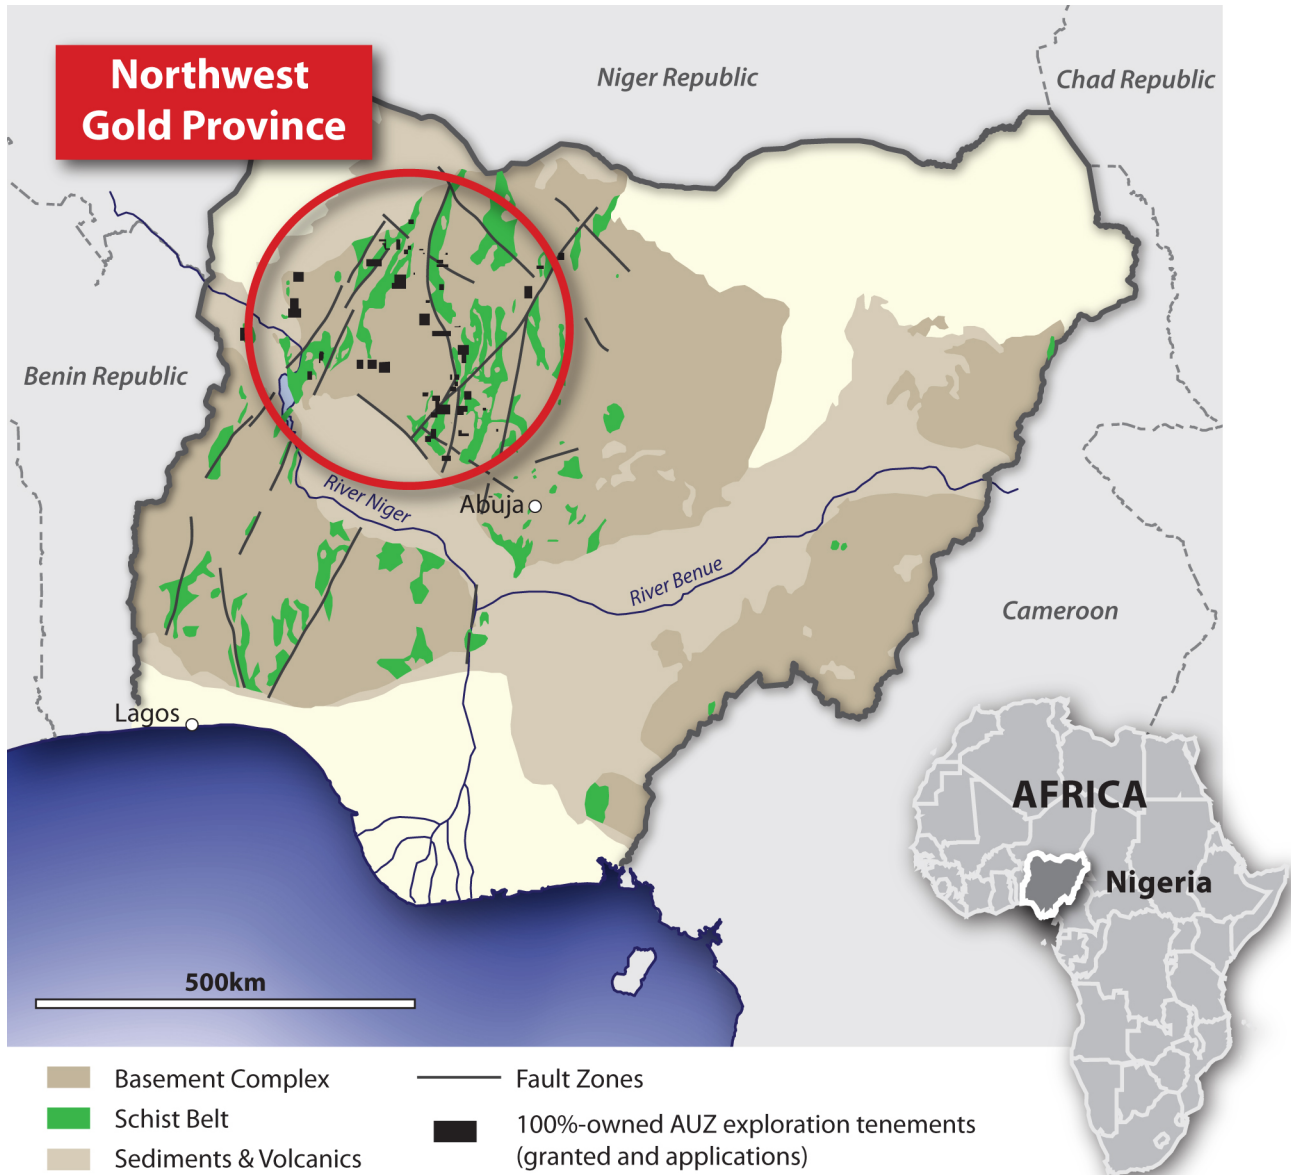 Northwest
Gold Province
Niger Republic
Chad Republic
Benin Republic
River Niger
Abuja
River Benue
Cameroon
Lagos
AFRICA
Nigeria
500km
Basement Complex
Schist Belt
Sediments & Volcanics
Fault Zones
100%-owned AUZ exploration tenements
(granted and applications)